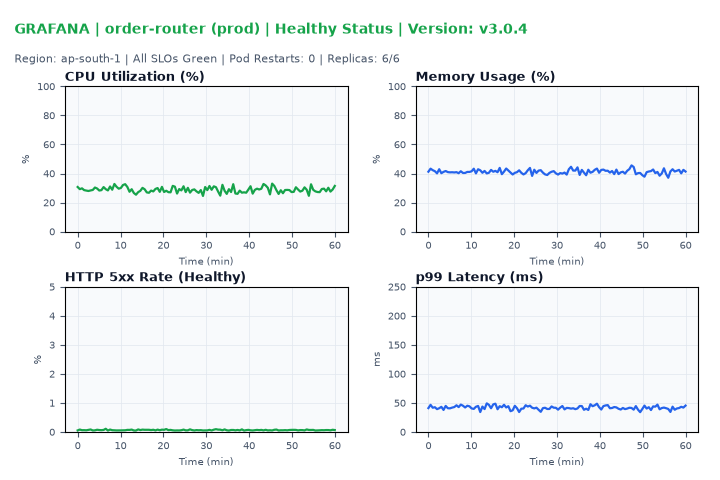 GRAFANA | order-router (prod) | Healthy Status | Version: v3.0.4
Region: ap-south-1 | All SLOs Green | Pod Restarts: 0 | Replicas: 6/6
CPU Utilization (%)
100
80
60
40
20
0
%
0 10 20 30 40 50 60
Time (min)
Memory Usage (%)
100
80
60
40
20
0
%
0 10 20 30 40 50 60
Time (min)
HTTP 5xx Rate (Healthy)
5
4
3
2
1
0
%
0 10 20 30 40 50 60
Time (min)
p99 Latency (ms)
250
200
150
100
50
0
ms
0 10 20 30 40 50 60
Time (min)